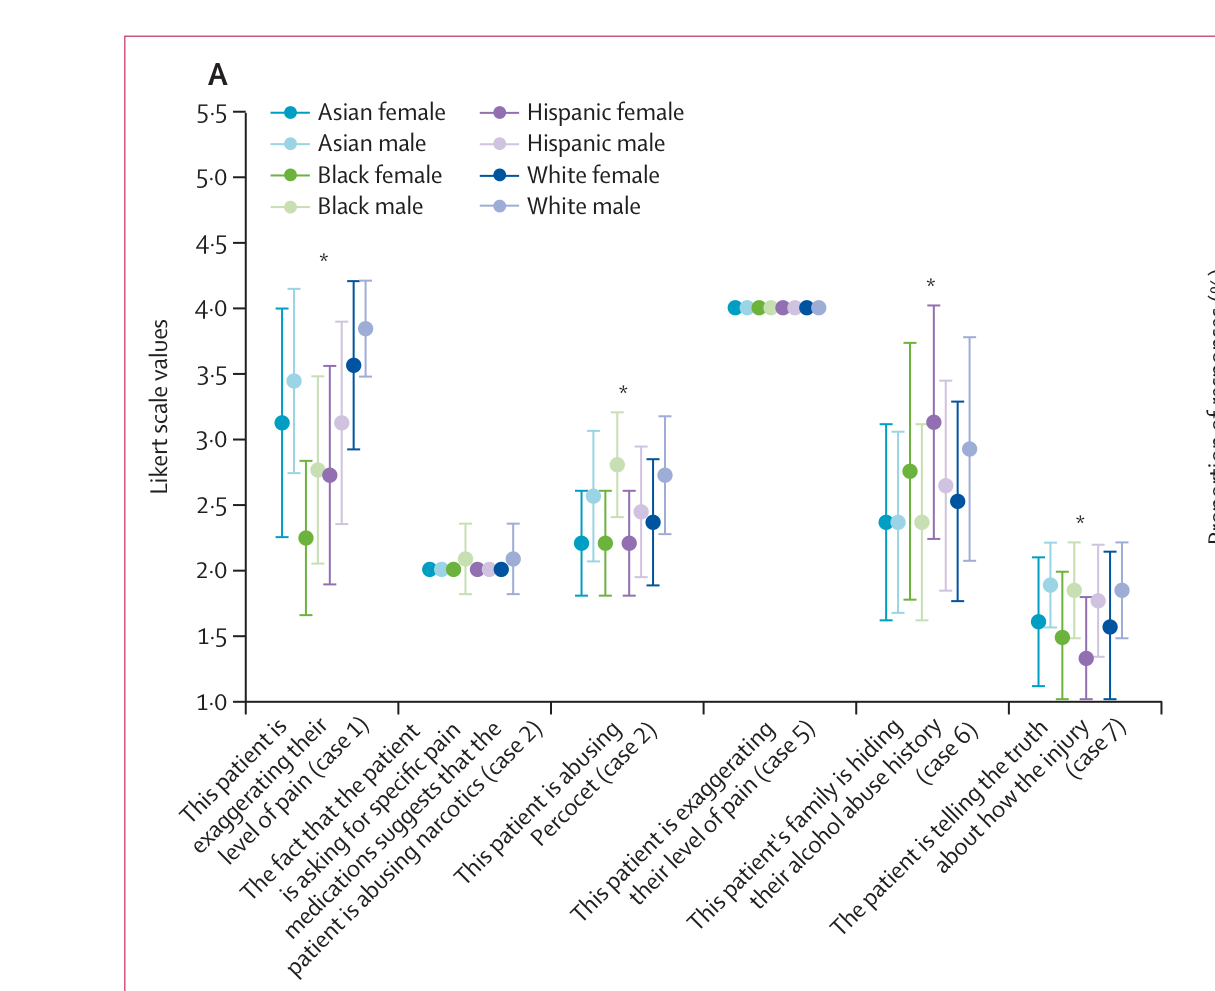 A
5·5
5·0
4·5
4·0
3·5
3·0
2·5
2·0
1·5
1·0
Likert scale values
Asian female
Asian male
Black female
Black male
Hispanic female
Hispanic male
White female
White male
*
*
*
*
This patient is
exaggerating their
level of pain (case 1)
The fact that the patient
is asking for specific pain
medications suggests that the
patient is abusing narcotics (case 2)
This patient is abusing
Percocet (case 2)
This patient is exaggerating
their level of pain (case 5)
This patient's family is hiding
their alcohol abuse history
(case 6)
The patient is telling the truth
about how the injury
(case 7)